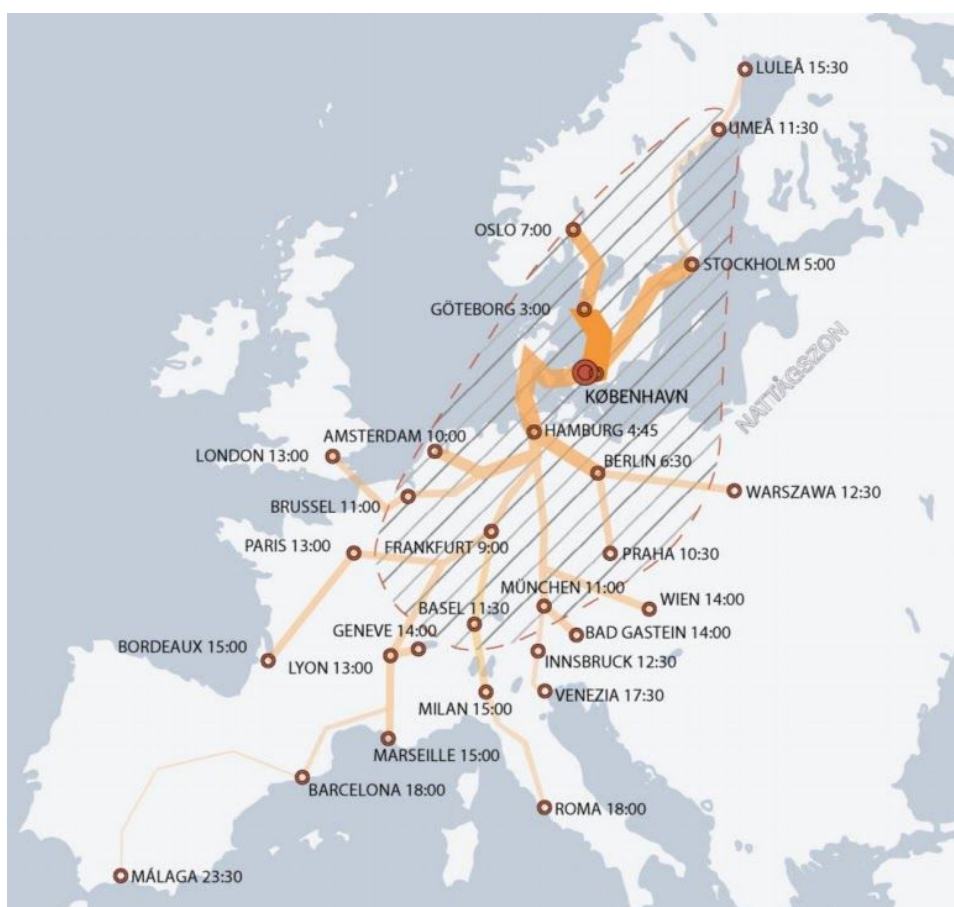 LULEÅ 15:30
UMEÅ 11:30
OSLO 7:00
STOCKHOLM 5:00
GÖTEBORG 3:00
NATTÅGSZON
KØBENHAVN
HAMBURG 4:45
AMSTERDAM 10:00
LONDON 13:00
BERLIN 6:30
WARSZAWA 12:30
BRUSSEL 11:00
PARIS 13:00
FRANKFURT 9:00
PRAHA 10:30
MÜNCHEN 11:00
WIEN 14:00
BASEL 11:30
GENEVE 14:00
BAD GASTEIN 14:00
BORDEAUX 15:00
LYON 13:00
INNSBRUCK 12:30
VENEZIA 17:30
MILAN 15:00
MARSEILLE 15:00
BARCELONA 18:00
ROMA 18:00
MÁLAGA 23:30